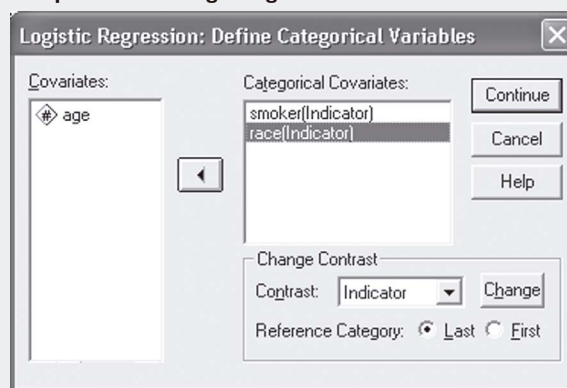 Logistic Regression: Define Categorical Variables
Covariates:
age
Categorical Covariates:
smoker(Indicator)
race(Indicator)
Continue
Cancel
Help
Change Contrast
Contrast: Indicator Change
Reference Category: Last First